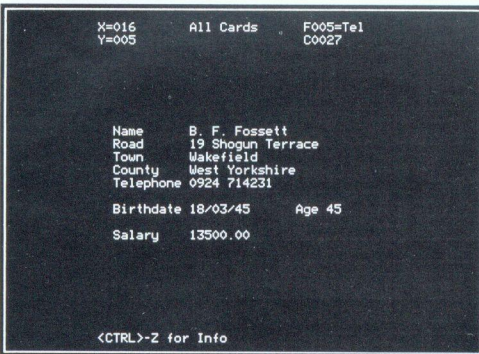 X=016 All Cards F005=Tel
Y=005 C0027
Name B. F. Fossett
Road 19 Shogun Terrace
Town Wakefield
County West Yorkshire
Telephone 0924 714231
Birthdate 18/03/45 Age 45
Salary 13500.00
<CTRL>-Z for Info